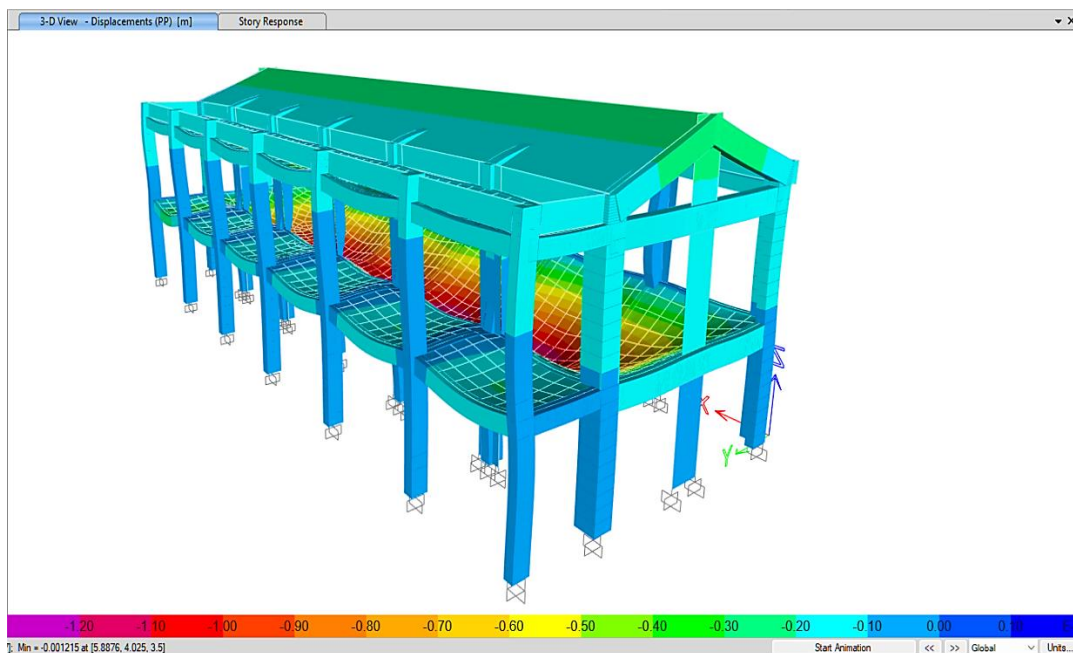 3-D View - Displacements (PP) [m]
Story Response
X
Y
Z
-1.20 -1.10 -1.00 -0.90 -0.80 -0.70 -0.60 -0.50 -0.40 -0.30 -0.20 -0.10 0.00 0.10
Min = -0.001215 at [5.8876, 4.025, 3.5]
Start Animation << >> Global Units...